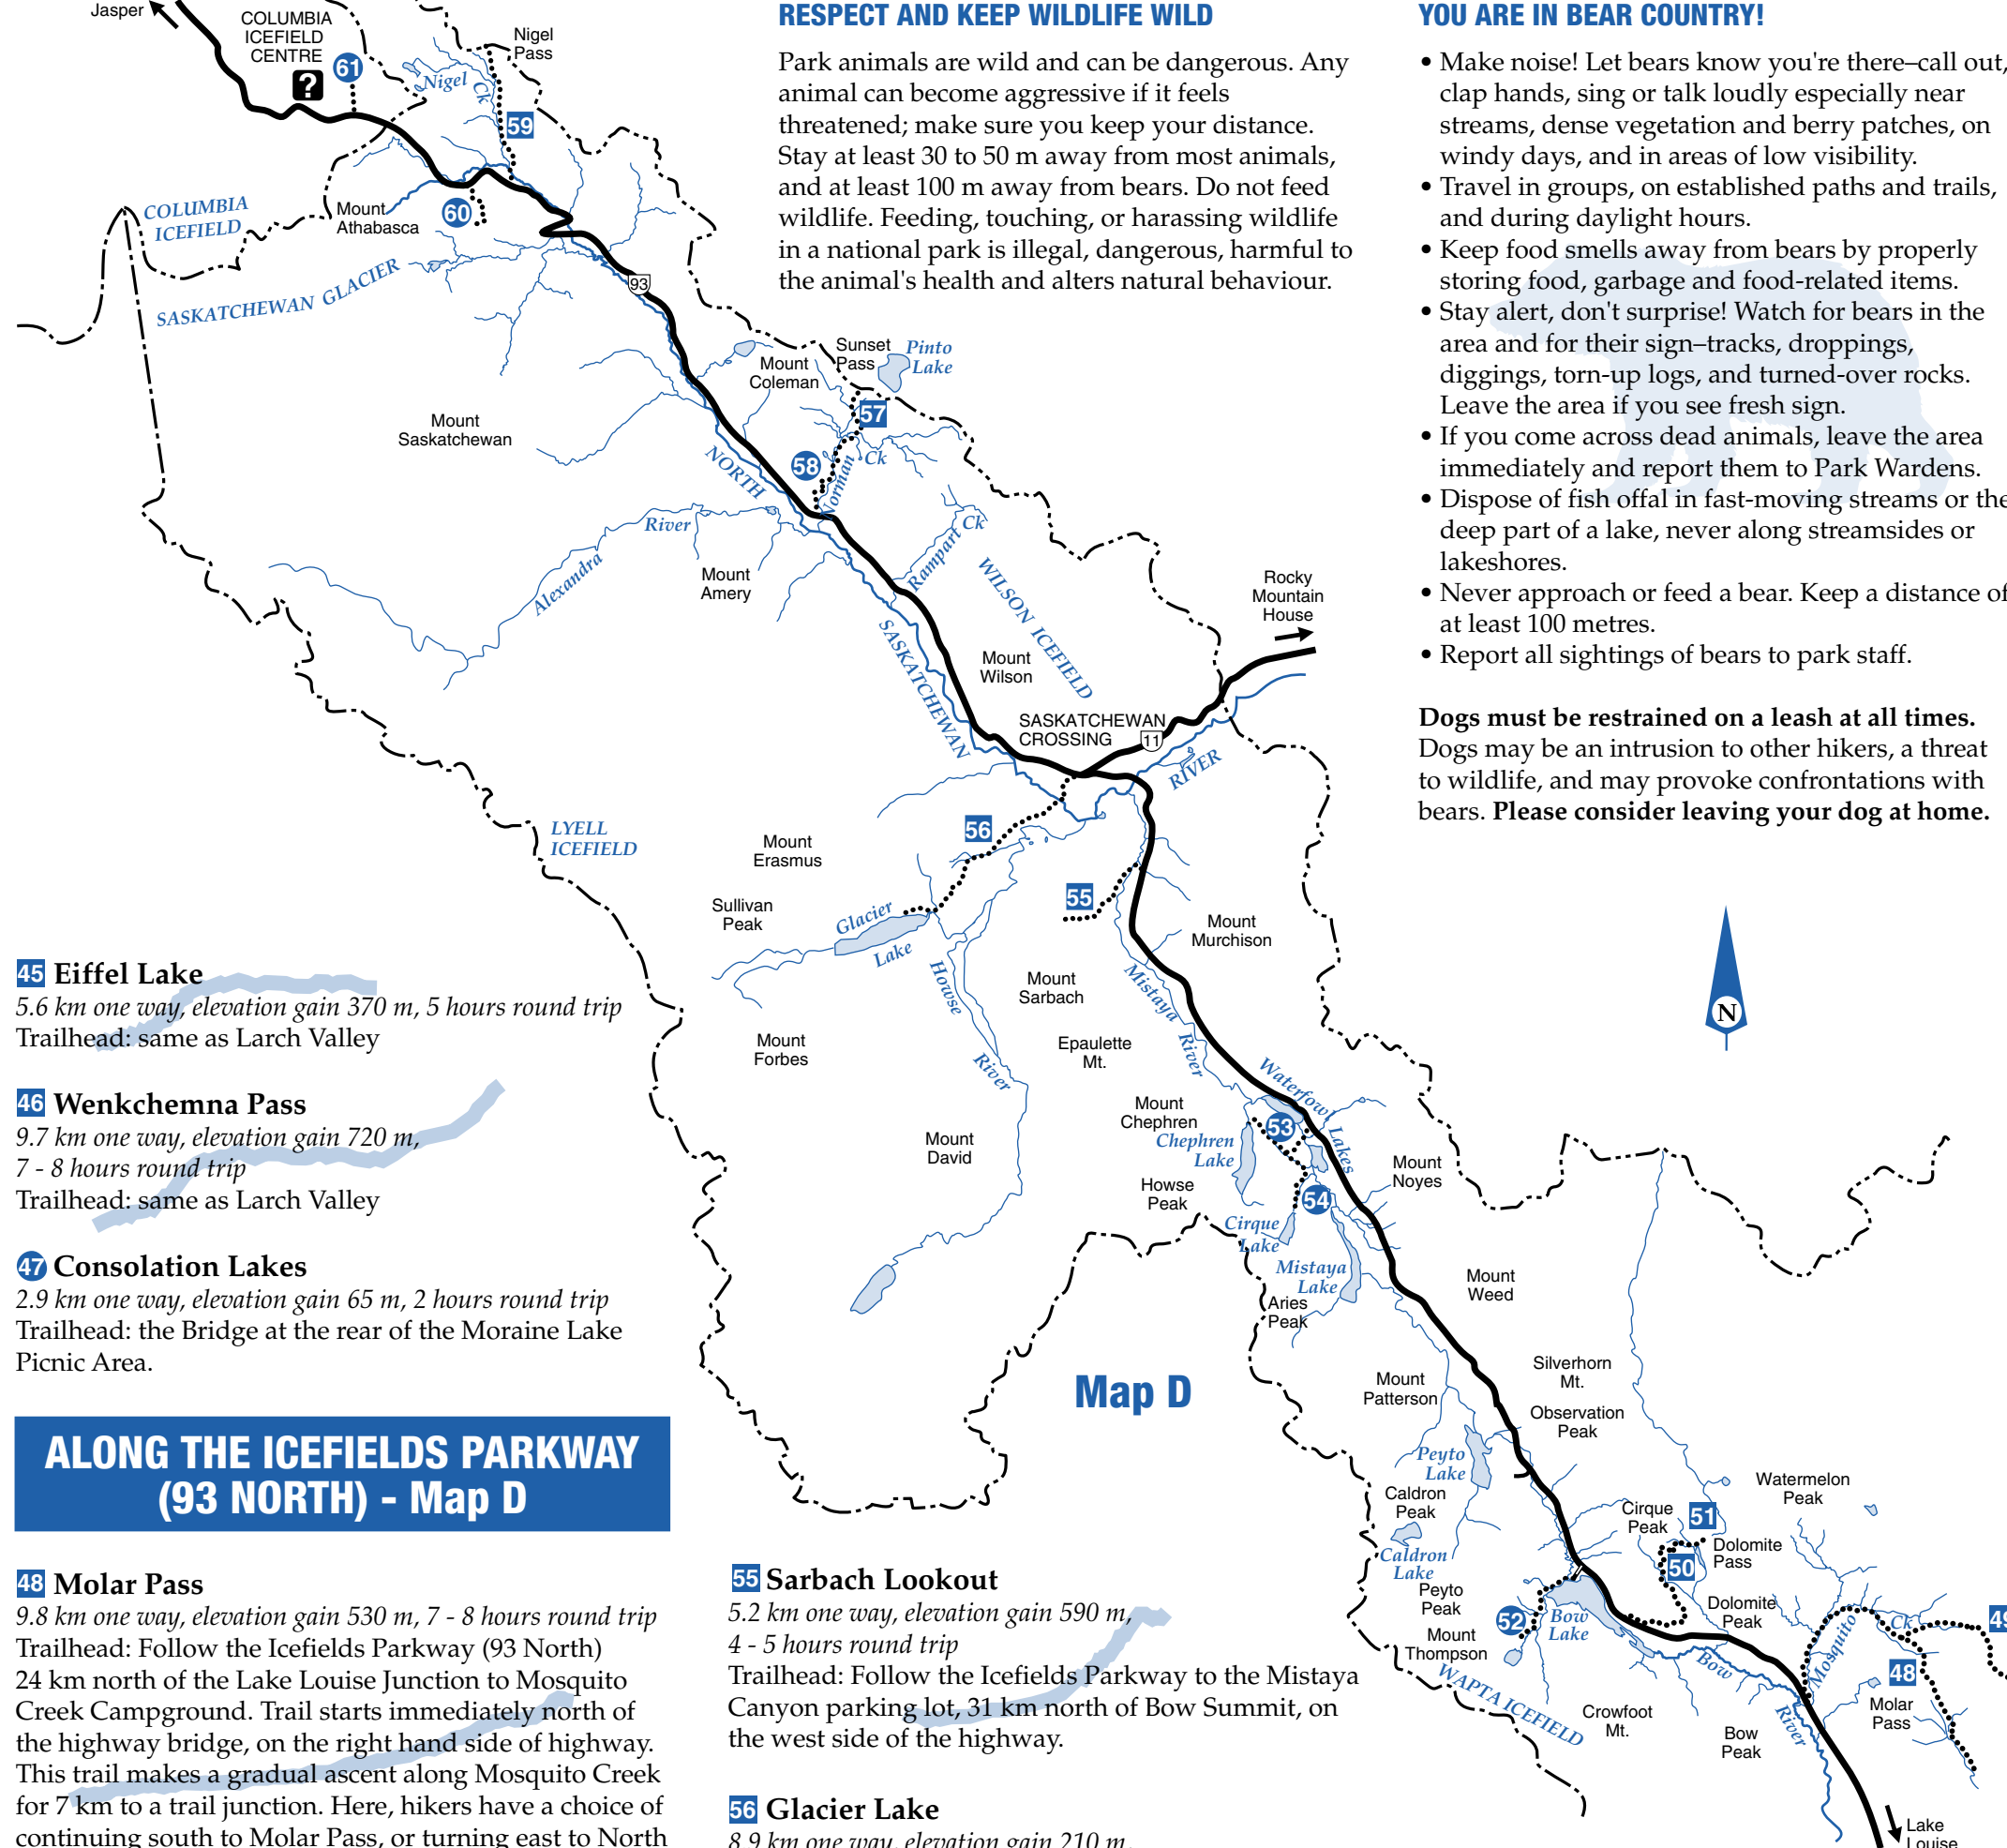 Jasper
COLUMBIA
ICEFIELD
CENTRE
?
61
Nigel
Pass
Nigel Ck
59
60
COLUMBIA
ICEFIELD
Mount
Athabasca
SASKATCHEWAN GLACIER
93
Mount
Saskatchewan
Mount
Coleman
Sunset
Pass
Pinto
Lake
57
58
Norman Ck
NORTH
SASKATCHEWAN
RIVER
Alexandra River
Mount
Amery
Rampart Ck
WILSON ICEFIELD
Mount
Wilson
Rocky
Mountain
House
SASKATCHEWAN
CROSSING
11
LYELL
ICEFIELD
56
Mount
Erasmus
55
Sullivan
Peak
Glacier
Lake
Mount
Murchison
Howse
River
Mount
Sarbach
Mistaya
River
Mount
Forbes
Epaulette
Mt.
Waterfowl
Lakes
Mount
Chephren
53
Chephren
Lake
Mount
David
Mount
Noyes
Howse
Peak
54
Cirque
Lake
Mistaya
Lake
Aries
Peak
Mount
Weed
Map D
Silverhorn
Mt.
Mount
Patterson
Observation
Peak
Peyto
Lake
Caldron
Peak
Watermelon
Peak
Cirque
Peak
51
Dolomite
Pass
50
Caldron
Lake
Peyto
Peak
Dolomite
Peak
52
Bow
Lake
Mount
Thompson
Mosquito Ck
49
48
WAPTA ICEFIELD
Bow
River
Molar
Pass
Crowfoot
Mt.
Bow
Peak
Lake
Louise
N
RESPECT AND KEEP WILDLIFE WILD
Park animals are wild and can be dangerous. Any
animal can become aggressive if it feels
threatened; make sure you keep your distance.
Stay at least 30 to 50 m away from most animals,
and at least 100 m away from bears. Do not feed
wildlife. Feeding, touching, or harassing wildlife
in a national park is illegal, dangerous, harmful to
the animal's health and alters natural behaviour.
YOU ARE IN BEAR COUNTRY!
• Make noise! Let bears know you're there–call out,
clap hands, sing or talk loudly especially near
streams, dense vegetation and berry patches, on
windy days, and in areas of low visibility.
• Travel in groups, on established paths and trails,
and during daylight hours.
• Keep food smells away from bears by properly
storing food, garbage and food-related items.
• Stay alert, don't surprise! Watch for bears in the
area and for their sign–tracks, droppings,
diggings, torn-up logs, and turned-over rocks.
Leave the area if you see fresh sign.
• If you come across dead animals, leave the area
immediately and report them to Park Wardens.
• Dispose of fish offal in fast-moving streams or the
deep part of a lake, never along streamsides or
lakeshores.
• Never approach or feed a bear. Keep a distance of
at least 100 metres.
• Report all sightings of bears to park staff.
Dogs must be restrained on a leash at all times.
Dogs may be an intrusion to other hikers, a threat
to wildlife, and may provoke confrontations with
bears. Please consider leaving your dog at home.
45 Eiffel Lake
5.6 km one way, elevation gain 370 m, 5 hours round trip
Trailhead: same as Larch Valley
46 Wenkchemna Pass
9.7 km one way, elevation gain 720 m,
7 - 8 hours round trip
Trailhead: same as Larch Valley
47 Consolation Lakes
2.9 km one way, elevation gain 65 m, 2 hours round trip
Trailhead: the Bridge at the rear of the Moraine Lake
Picnic Area.
ALONG THE ICEFIELDS PARKWAY
(93 NORTH) - Map D
48 Molar Pass
9.8 km one way, elevation gain 530 m, 7 - 8 hours round trip
Trailhead: Follow the Icefields Parkway (93 North)
24 km north of the Lake Louise Junction to Mosquito
Creek Campground. Trail starts immediately north of
the highway bridge, on the right hand side of highway.
This trail makes a gradual ascent along Mosquito Creek
for 7 km to a trail junction. Here, hikers have a choice of
continuing south to Molar Pass, or turning east to North
55 Sarbach Lookout
5.2 km one way, elevation gain 590 m,
4 - 5 hours round trip
Trailhead: Follow the Icefields Parkway to the Mistaya
Canyon parking lot, 31 km north of Bow Summit, on
the west side of the highway.
56 Glacier Lake
8.9 km one way, elevation gain 210 m,